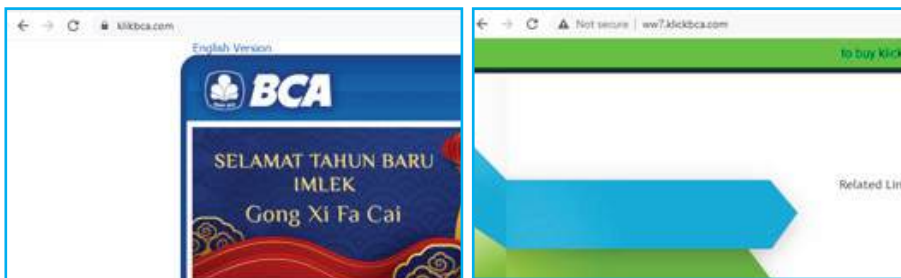 klikbca.com
English Version
BCA
SELAMAT TAHUN BARU
IMLEK
Gong Xi Fa Cai
Not secure | ww7.klickbca.com
to buy klick
Related Lin